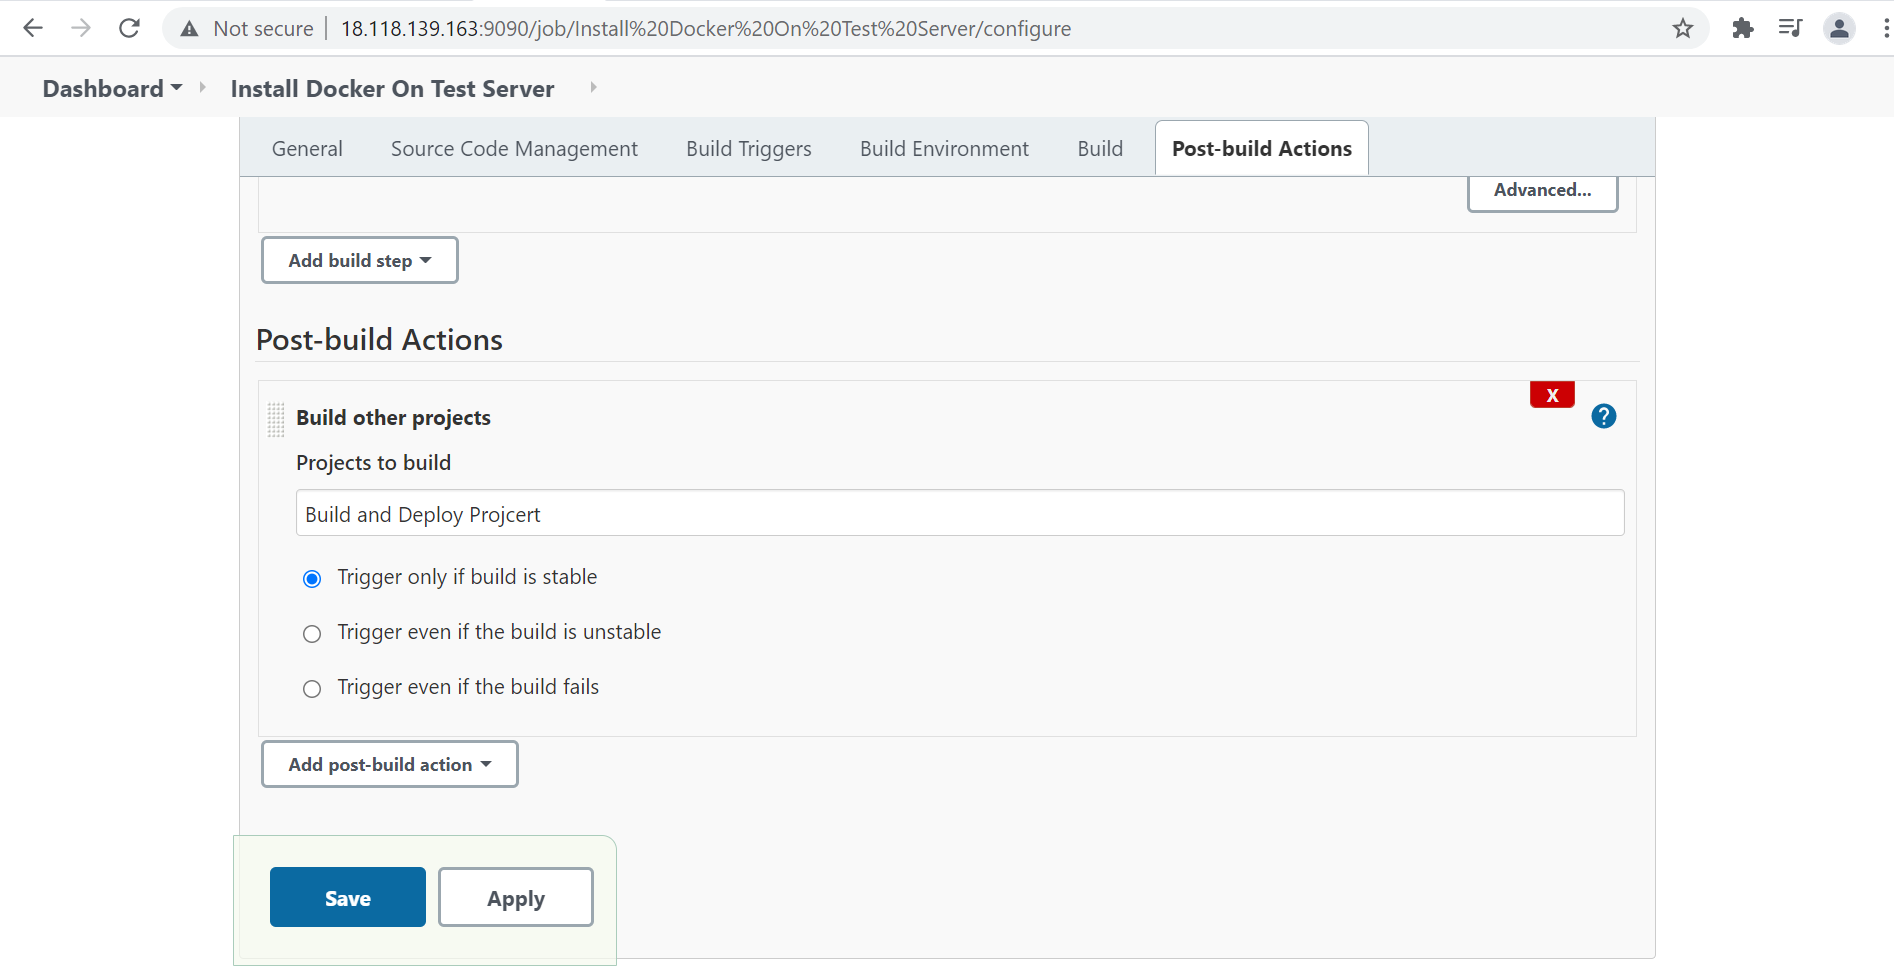 Not secure 18.118.139.163:9090/job/Install%20Docker%20On%20Test%20Server/configure
Dashboard Install Docker On Test Server
General Source Code Management Build Triggers Build Environment Build Post-build Actions
Advanced...
Add build step
Post-build Actions
X
Build other projects ?
Projects to build
Build and Deploy Projcert
Trigger only if build is stable
Trigger even if the build is unstable
Trigger even if the build fails
Add post-build action
Save Apply